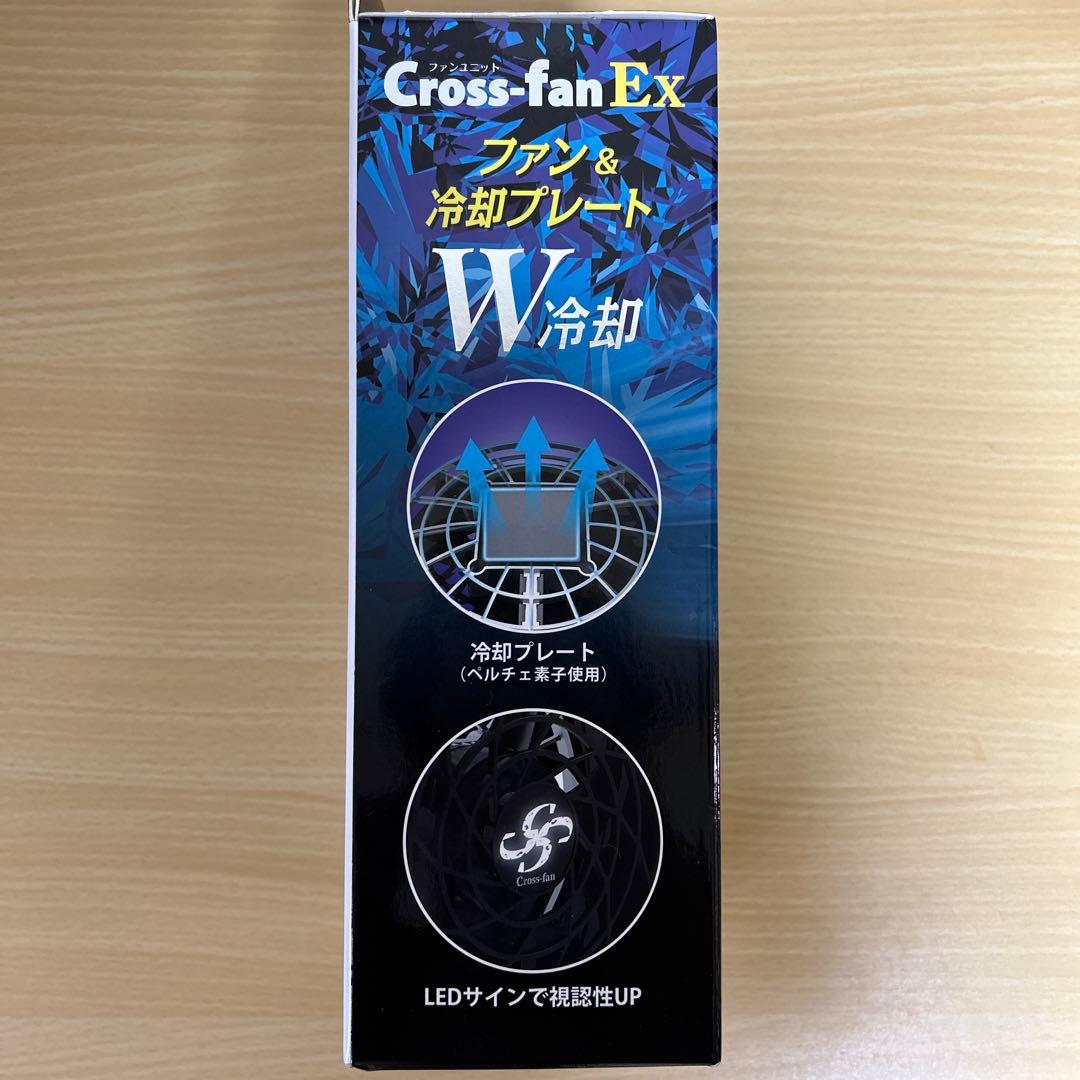 ファンユニット
Cross-fan Ex
ファン&
冷却プレート
W冷却
冷却プレート
(ペルチェ素子使用)
Cross-fan
LEDサインで視認性UP